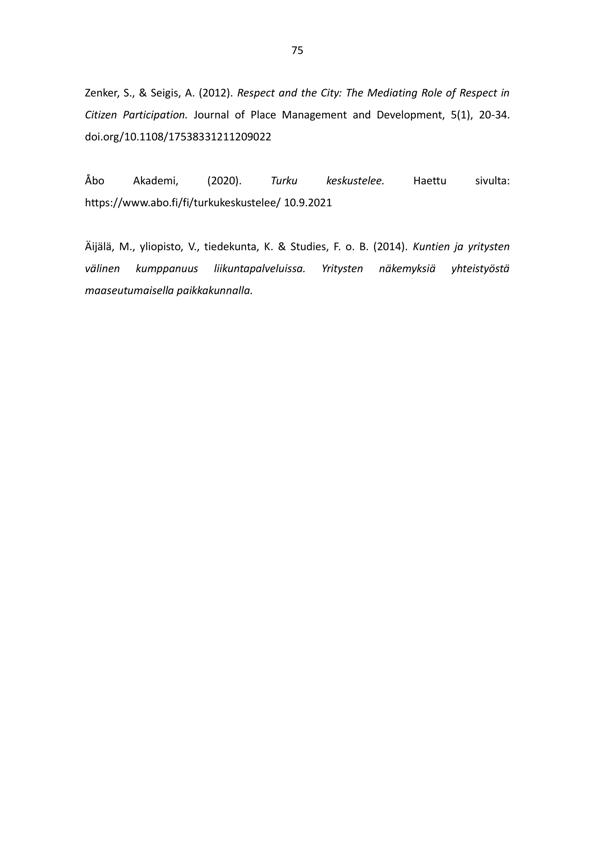 75
Zenker, S., & Seigis, A. (2012). Respect and the City: The Mediating Role of Respect in
Citizen Participation. Journal of Place Management and Development, 5(1), 20-34.
doi.org/10.1108/17538331211209022
Åbo Akademi, (2020). Turku keskustelee. Haettu sivulta:
https://www.abo.fi/fi/turkukeskustelee/ 10.9.2021
Äijälä, M., yliopisto, V., tiedekunta, K. & Studies, F. o. B. (2014). Kuntien ja yritysten
välinen kumppanuus liikuntapalveluissa. Yritysten näkemyksiä yhteistyöstä
maaseutumaisella paikkakunnalla.